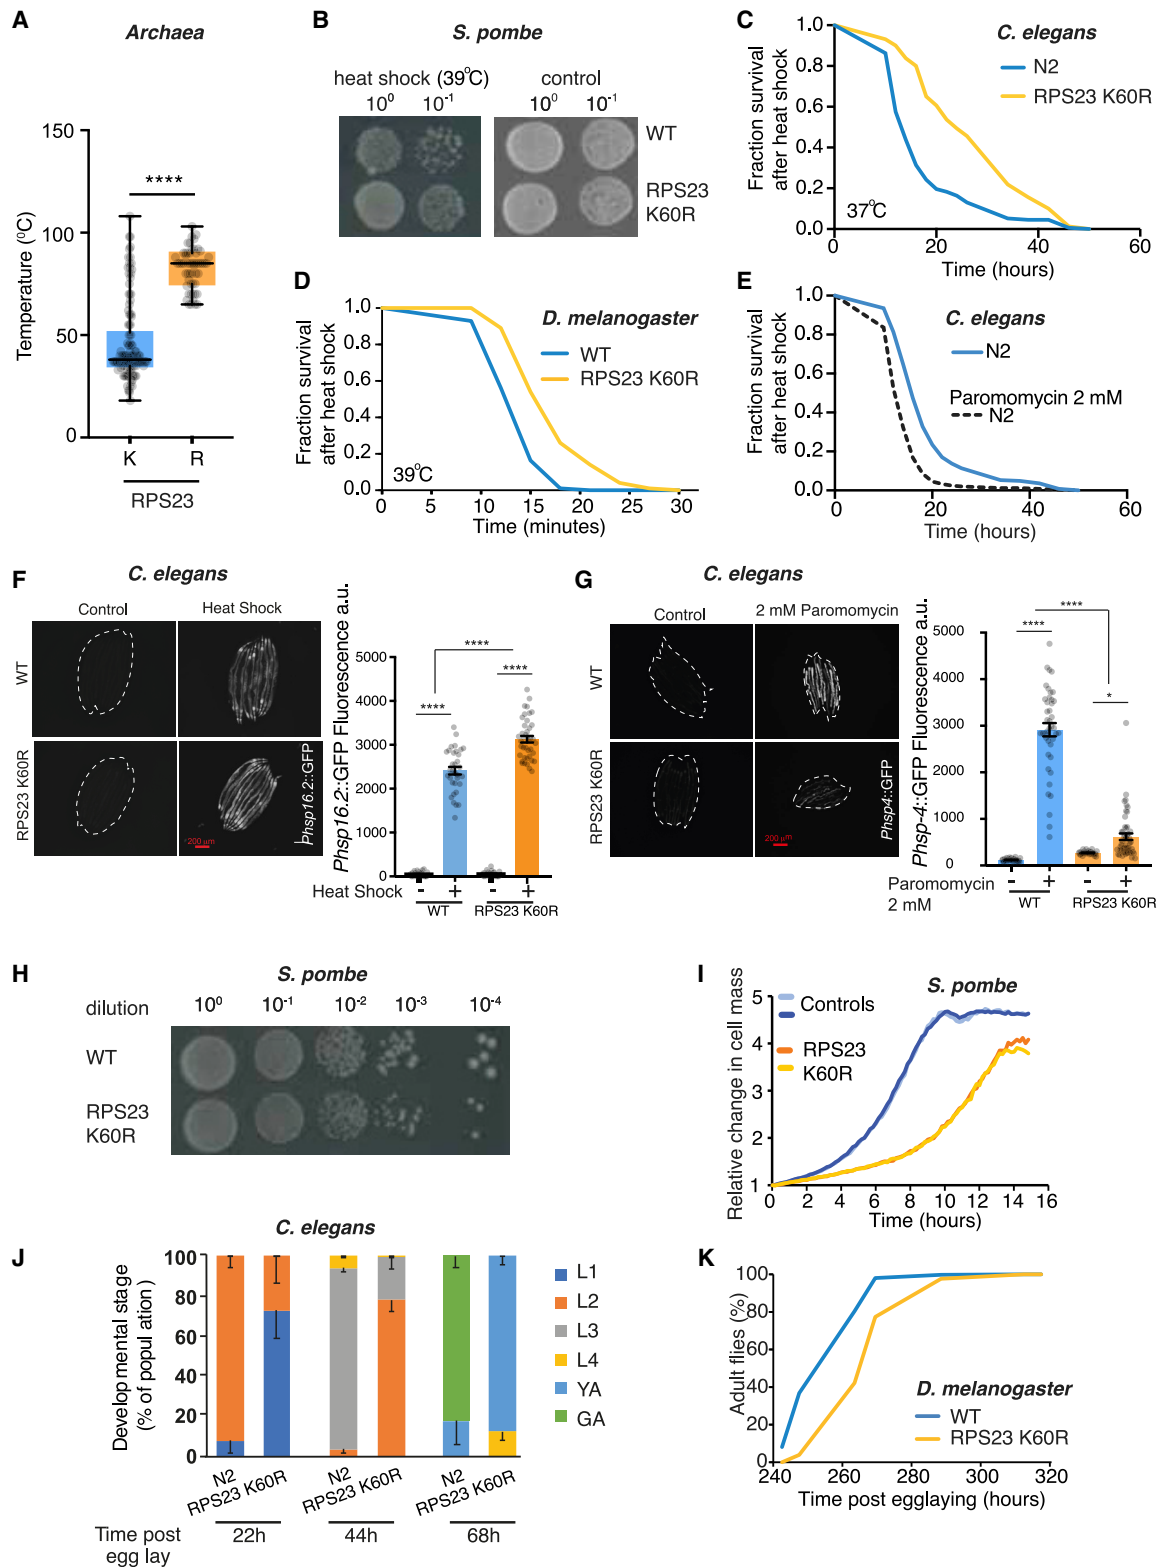 A
Archaea
150
100
50
0
Temperature (⁰C)
****
K R
RPS23
B
S. pombe
heat shock (39°C) control
10⁰ 10⁻¹ 10⁰ 10⁻¹
WT
RPS23
K60R
C
C. elegans
N2
RPS23 K60R
Fraction survival
after heat shock
1.0
0.8
0.6
0.4
0.2
0.0
37°C
0 20 40 60
Time (hours)
D
D. melanogaster
WT
RPS23 K60R
Fraction survival
after heat shock
1.0
0.8
0.6
0.4
0.2
0.0
39°C
0 5 10 15 20 25 30
Time (minutes)
E
C. elegans
N2
Paromomycin 2 mM
N2
Fraction survival
after heat shock
1.0
0.8
0.6
0.4
0.2
0.0
0 20 40 60
Time (hours)
F
C. elegans
Control Heat Shock
WT
RPS23 K60R
Phsp16.2::GFP
200 µm
Phsp16.2::GFP Fluorescence a.u.
5000
4000
3000
2000
1000
0
****
**** ****
Heat Shock - + - +
WT RPS23 K60R
G
C. elegans
Control 2 mM Paromomycin
WT
RPS23 K60R
Phsp4::GFP
200 µm
Phsp-4::GFP Fluorescence a.u.
5000
4000
3000
2000
1000
0
****
****
*
Paromomycin - + - +
2 mM WT RPS23 K60R
H
S. pombe
dilution 10⁰ 10⁻¹ 10⁻² 10⁻³ 10⁻⁴
WT
RPS23
K60R
I
S. pombe
Controls
RPS23
K60R
Relative change in cell mass
5
4
3
2
1
0 2 4 6 8 10 12 14 16
Time (hours)
J
C. elegans
Developmental stage
(% of population)
100
80
60
40
20
0
L1
L2
L3
L4
YA
GA
N2 RPS23 K60R N2 RPS23 K60R N2 RPS23 K60R
Time post egg lay 22h 44h 68h
K
Adult flies (%)
100
80
60
40
20
0
D. melanogaster
WT
RPS23 K60R
240 260 280 300 320
Time post egglaying (hours)